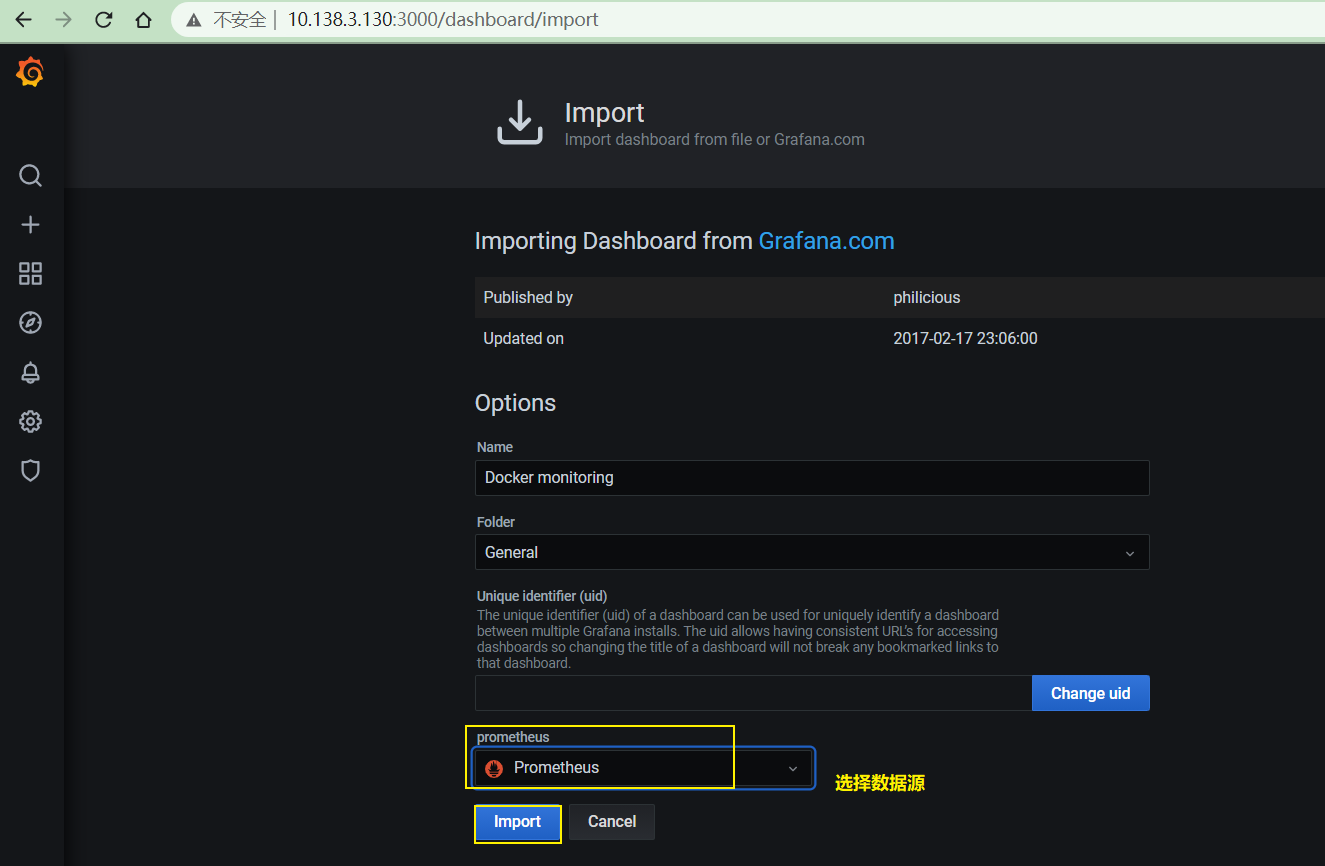 不安全 | 10.138.3.130:3000/dashboard/import
Import
Import dashboard from file or Grafana.com
Importing Dashboard from Grafana.com
Published by philicious
Updated on 2017-02-17 23:06:00
Options
Name
Docker monitoring
Folder
General
Unique identifier (uid)
The unique identifier (uid) of a dashboard can be used for uniquely identify a dashboard
between multiple Grafana installs. The uid allows having consistent URL's for accessing
dashboards so changing the title of a dashboard will not break any bookmarked links to
that dashboard.
Change uid
prometheus
Prometheus
选择数据源
Import Cancel